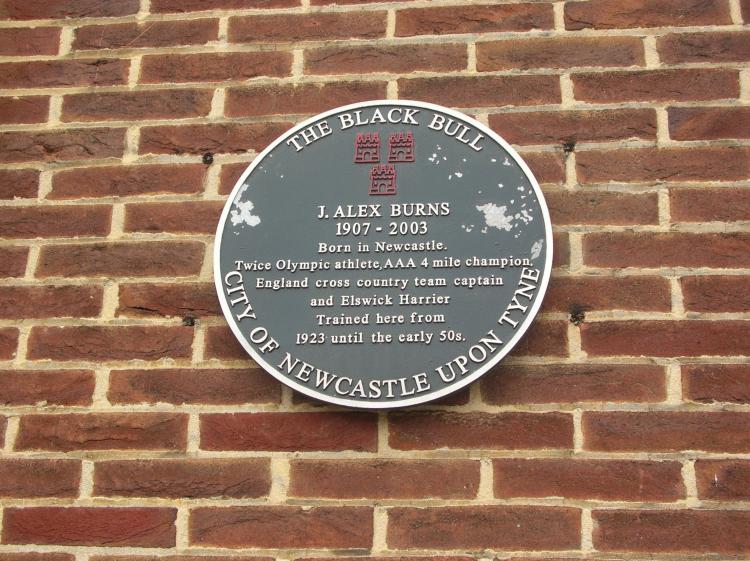 THE BLACK BULL
J. ALEX BURNS
1907 - 2003
Born in Newcastle.
Twice Olympic athlete, AAA 4 mile champion,
England cross country team captain
and Elswick Harrier
Trained here from
1923 until the early 50s.
CITY OF NEWCASTLE UPON TYNE